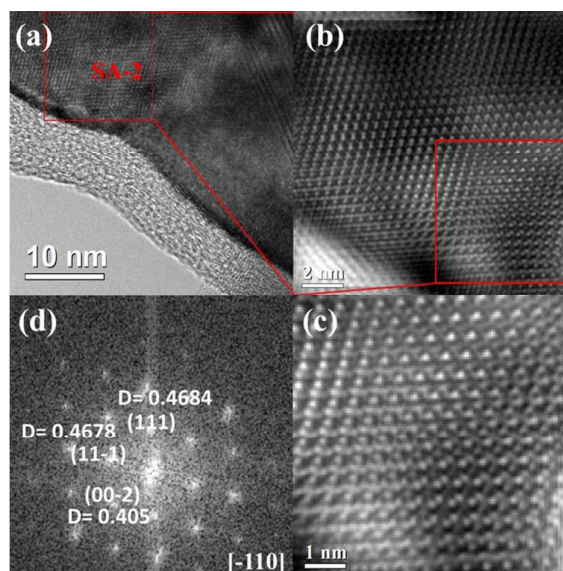 (a)
SA-2
10 nm
(b)
2 nm
(d)
D= 0.4684
(111)
D= 0.4678
(11-1)
(00-2)
D= 0.405
[-110]
(c)
1 nm